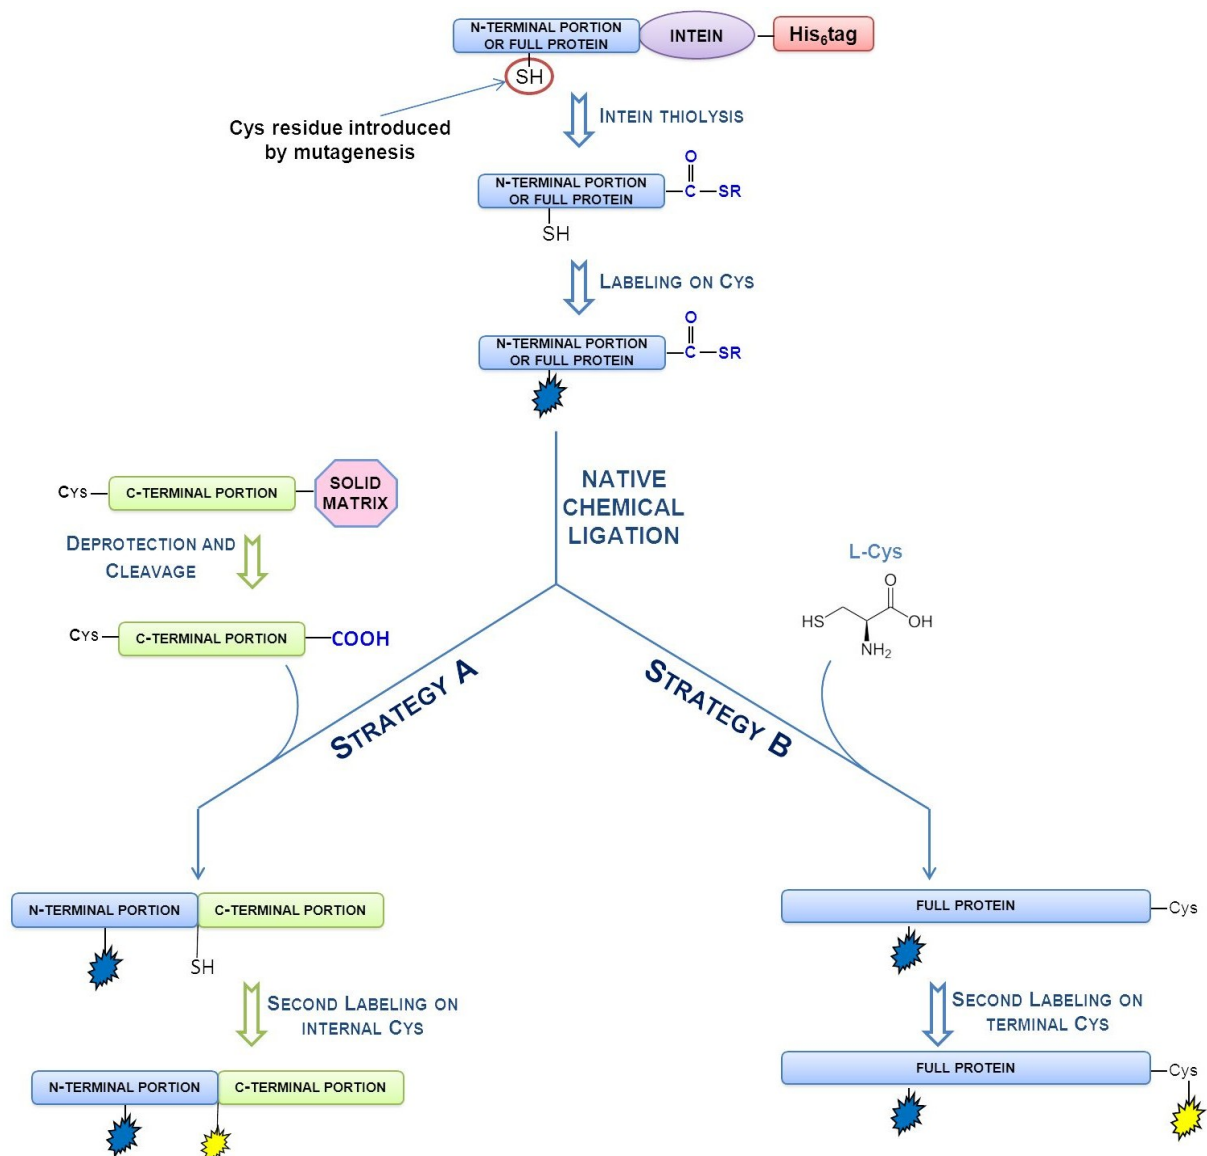 N-TERMINAL PORTION
OR FULL PROTEIN
INTEIN
His₆tag
SH
Cys residue introduced
by mutagenesis
INTEIN THIOLYSIS
N-TERMINAL PORTION
OR FULL PROTEIN
O
C
SR
SH
LABELING ON CYS
N-TERMINAL PORTION
OR FULL PROTEIN
O
C
SR
NATIVE
CHEMICAL
LIGATION
CYS
C-TERMINAL PORTION
SOLID
MATRIX
DEPROTECTION AND
CLEAVAGE
CYS
C-TERMINAL PORTION
COOH
L-Cys
O
HS
OH
NH₂
STRATEGY A
STRATEGY B
N-TERMINAL PORTION
C-TERMINAL PORTION
SH
SECOND LABELING ON
INTERNAL CYS
N-TERMINAL PORTION
C-TERMINAL PORTION
FULL PROTEIN
Cys
SECOND LABELING ON
TERMINAL CYS
FULL PROTEIN
Cys